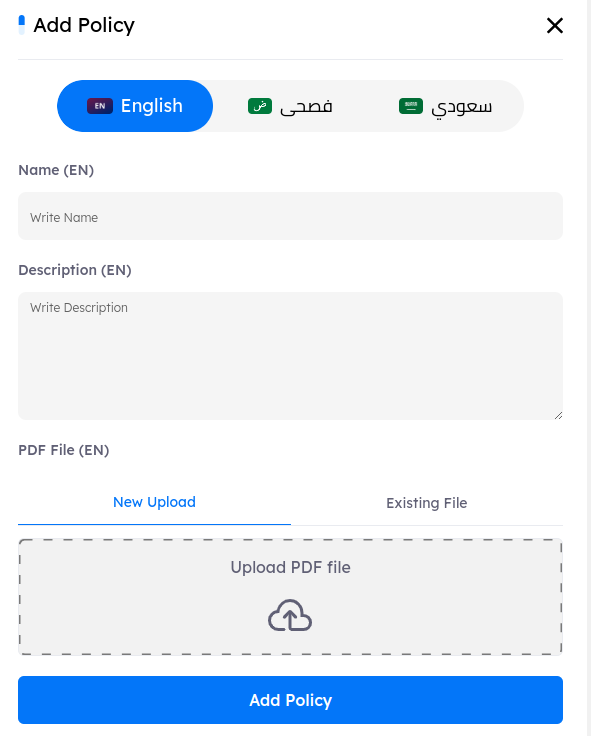 Add Policy
EN English ض فصحى سعودي
Name (EN)
Write Name
Description (EN)
Write Description
PDF File (EN)
New Upload Existing File
Upload PDF file
Add Policy